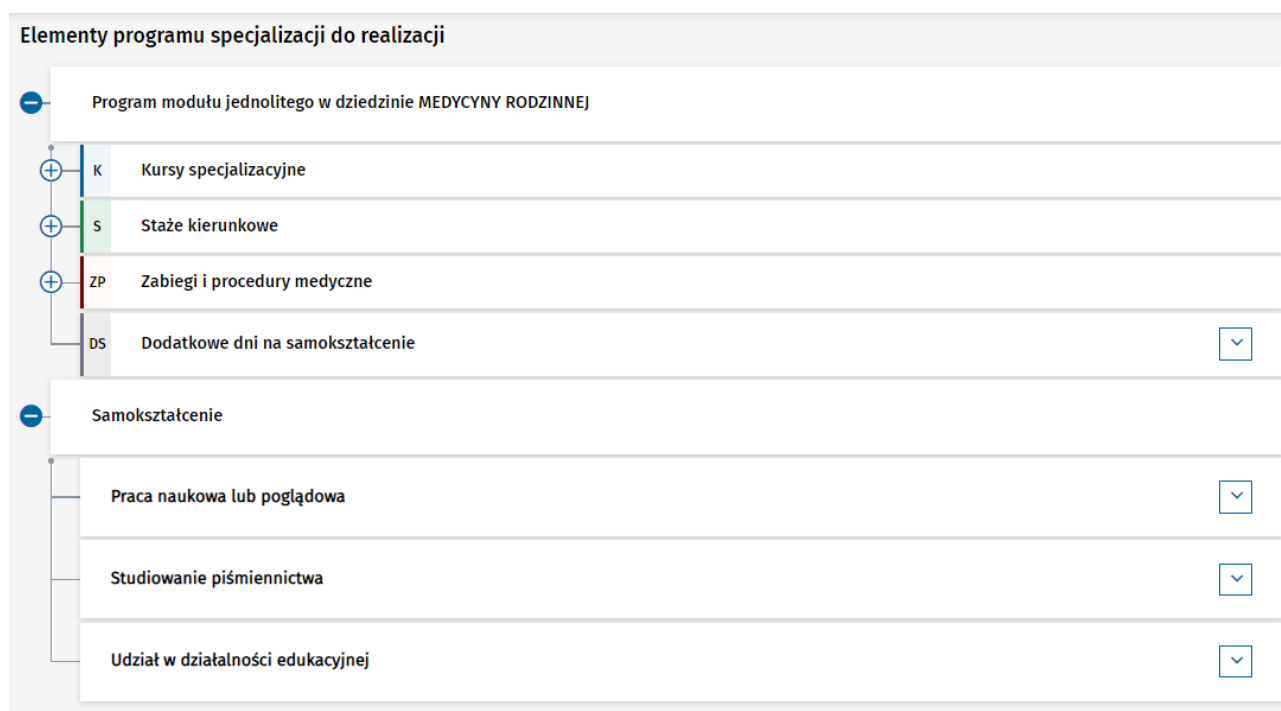 Elementy programu specjalizacji do realizacji
Program modułu jednolitego w dziedzinie MEDYCYNY RODZINNEJ
K Kursy specjalizacyjne
S Staże kierunkowe
ZP Zabiegi i procedury medyczne
DS Dodatkowe dni na samokształcenie
Samokształcenie
Praca naukowa lub poglądowa
Studiowanie piśmiennictwa
Udział w działalności edukacyjnej